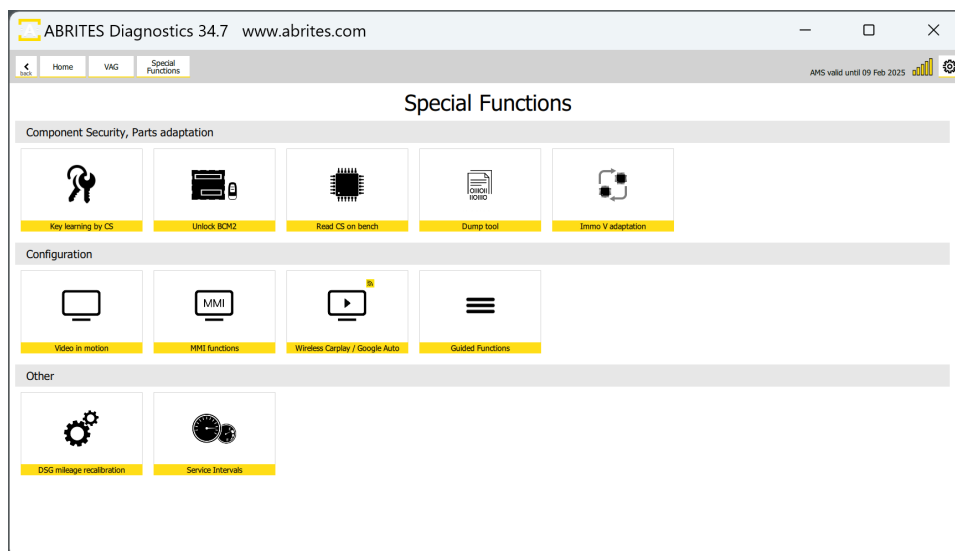 ABRITES Diagnostics 34.7 www.abrites.com
back
Home
VAG
Special
Functions
AMS valid until 09 Feb 2025
Special Functions
Component Security, Parts adaptation
Key learning by CS
Unlock BCM2
Read CS on bench
Dump tool
Immo V adaptation
Configuration
MMI
Video in motion
MMI functions
Wireless Carplay / Google Auto
Guided Functions
Other
DSG mileage recalibration
Service Intervals